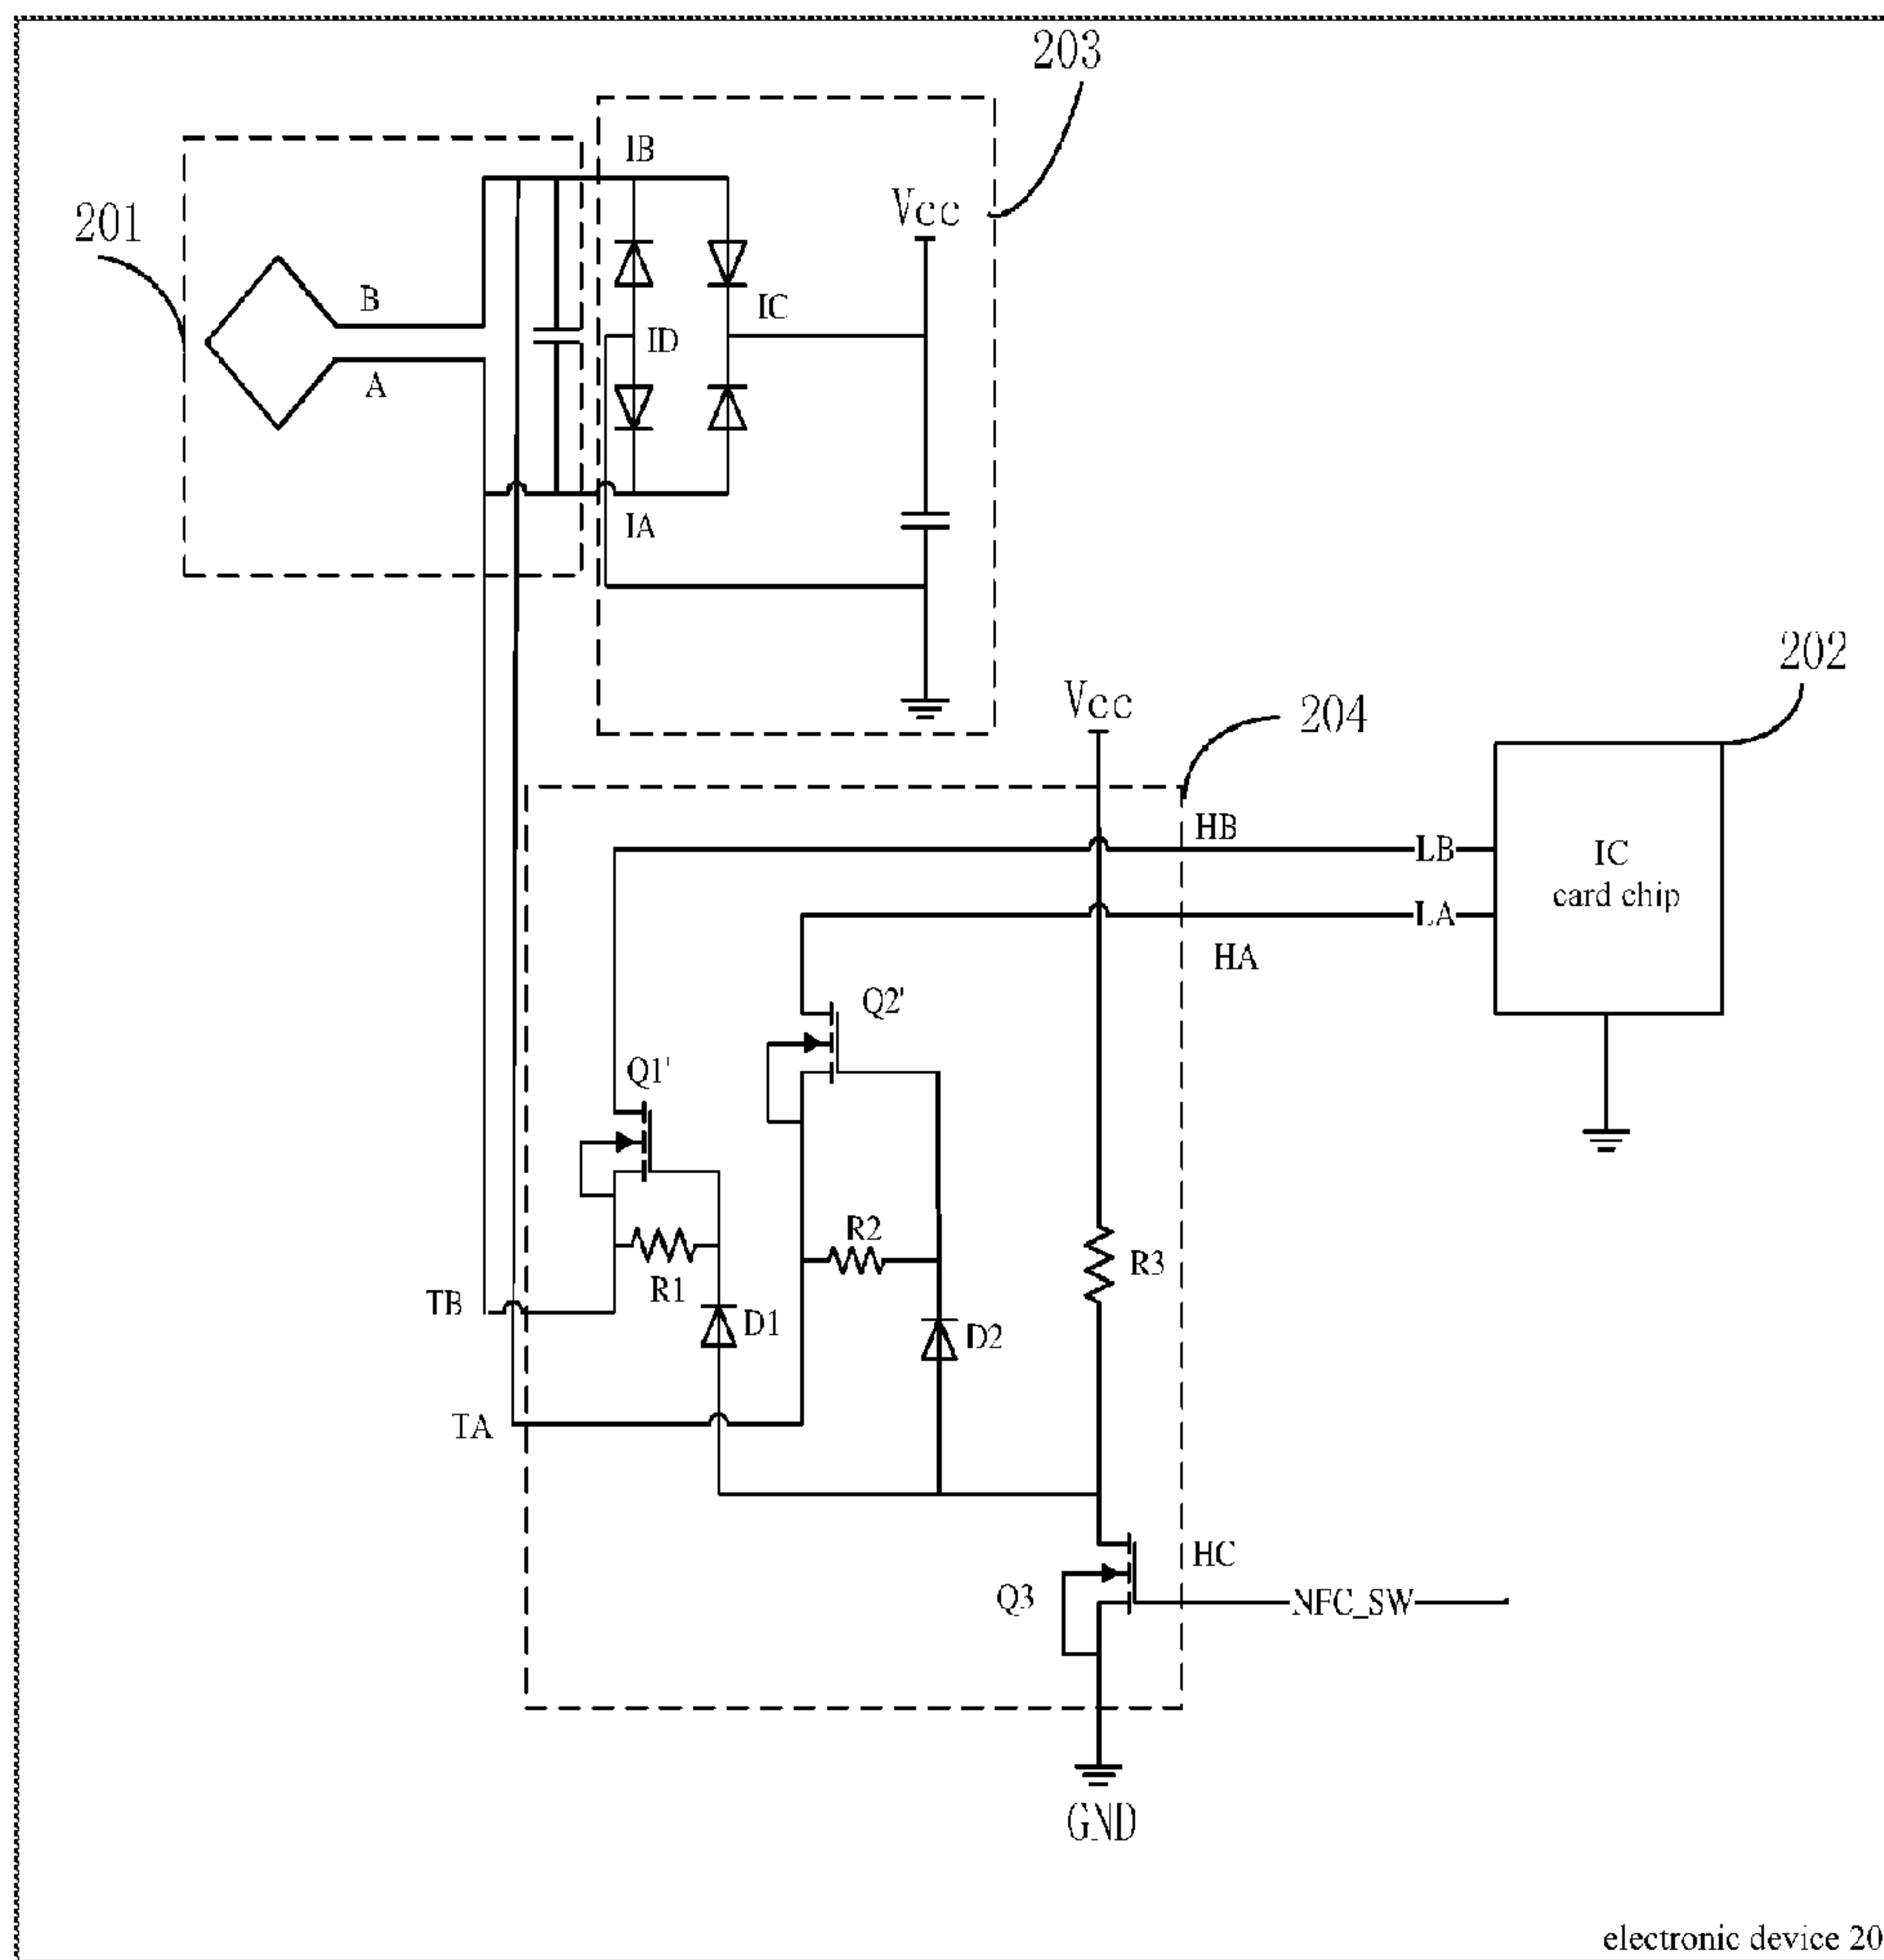 203
IB
201
Vcc
B
IC
ID
A
IA
202
Vcc
204
HB
LB
IC
card chip
LA
HA
Q2'
Q1'
R2
R3
R1
TB
D1
D2
TA
HC
Q3
NFC_SW
GND
electronic device 20